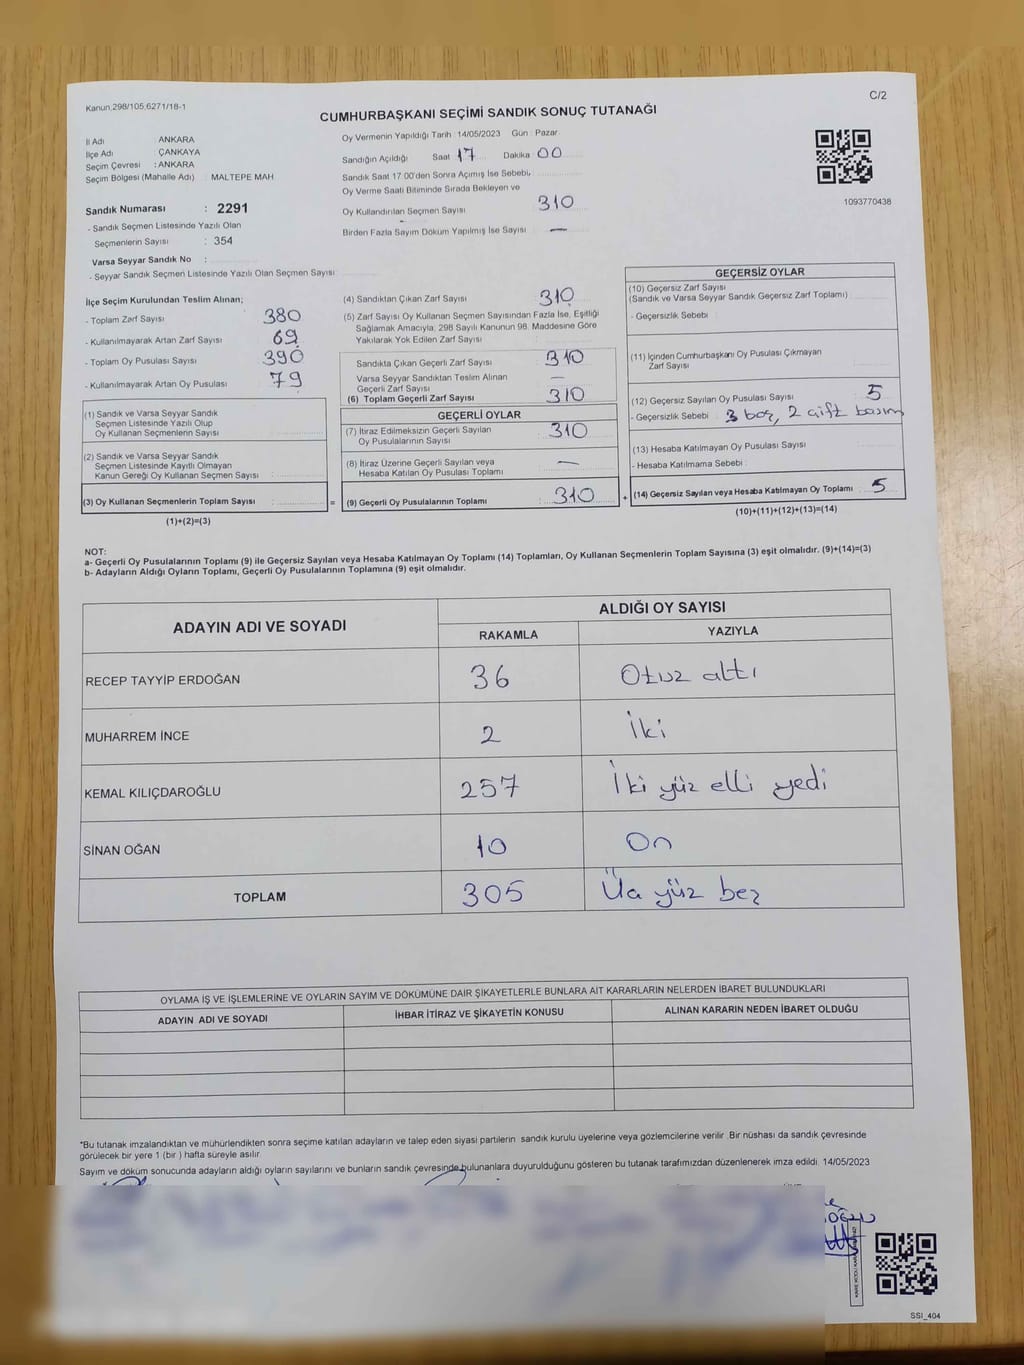 Kanun,298/105,6271/18-1
C/2
CUMHURBAŞKANI SEÇİMİ SANDIK SONUÇ TUTANAĞI
İl Adı ANKARA
İlçe Adı ÇANKAYA
Seçim Çevresi : ANKARA
Seçim Bölgesi (Mahalle Adı) : MALTEPE MAH
Sandık Numarası : 2291
- Sandık Seçmen Listesinde Yazılı Olan
Seçmenlerin Sayısı : 354
Varsa Seyyar Sandık No :
- Seyyar Sandık Seçmen Listesinde Yazılı Olan Seçmen Sayısı:
Oy Vermenin Yapıldığı Tarih 14/05/2023 Gün : Pazar
Sandığın Açıldığı Saat 17 Dakika 00
Sandık Saat 17:00'den Sonra Açımış İse Sebebi,
Oy Verme Saati Bitiminde Sırada Bekleyen ve
Oy Kullandırılan Seçmen Sayısı 310
Birden Fazla Sayım Döküm Yapılmış İse Sayısı —
1093770438
İlçe Seçim Kurulundan Teslim Alınan;
- Toplam Zarf Sayısı 380
- Kullanılmayarak Artan Zarf Sayısı 69
- Toplam Oy Pusulası Sayısı 390
- Kullanılmayarak Artan Oy Pusulası 79
(1) Sandık ve Varsa Seyyar Sandık
Seçmen Listesinde Yazılı Olup
Oy Kullanan Seçmenlerin Sayısı :
(2) Sandık ve Varsa Seyyar Sandık
Seçmen Listesinde Kayıtlı Olmayan
Kanun Gereği Oy Kullanan Seçmen Sayısı :
(3) Oy Kullanan Seçmenlerin Toplam Sayısı : =
(1)+(2)=(3)
(4) Sandıktan Çıkan Zarf Sayısı 310
(5) Zarf Sayısı Oy Kullanan Seçmen Sayısından Fazla İse, Eşitliği
Sağlamak Amacıyla; 298 Sayılı Kanunun 98. Maddesine Göre
Yakılarak Yok Edilen Zarf Sayısı :
Sandıkta Çıkan Geçerli Zarf Sayısı 310
Varsa Seyyar Sandıktan Teslim Alınan
Geçerli Zarf Sayısı —
(6) Toplam Geçerli Zarf Sayısı 310
GEÇERLİ OYLAR
(7) İtiraz Edilmeksizin Geçerli Sayılan
Oy Pusulalarının Sayısı : 310
(8) İtiraz Üzerine Geçerli Sayılan veya
Hesaba Katılan Oy Pusulası Toplamı : —
(9) Geçerli Oy Pusulalarının Toplamı : 310 +
GEÇERSİZ OYLAR
(10) Geçersiz Zarf Sayısı
(Sandık ve Varsa Seyyar Sandık Geçersiz Zarf Toplamı)
- Geçersizlik Sebebi :
(11) İçinden Cumhurbaşkanı Oy Pusulası Çıkmayan
Zarf Sayısı :
(12) Geçersiz Sayılan Oy Pusulası Sayısı 5
- Geçersizlik Sebebi : 3 boş, 2 çift basım
(13) Hesaba Katılmayan Oy Pusulası Sayısı
- Hesaba Katılmama Sebebi :
(14) Geçersiz Sayılan veya Hesaba Katılmayan Oy Toplamı 5
(10)+(11)+(12)+(13)=(14)
NOT:
a- Geçerli Oy Pusulalarının Toplamı (9) ile Geçersiz Sayılan veya Hesaba Katılmayan Oy Toplamı (14) Toplamları, Oy Kullanan Seçmenlerin Toplam Sayısına (3) eşit olmalıdır. (9)+(14)=(3)
b- Adayların Aldığı Oyların Toplamı, Geçerli Oy Pusulalarının Toplamına (9) eşit olmalıdır.
ADAYIN ADI VE SOYADI ALDIĞI OY SAYISI
RAKAMLA YAZIYLA
RECEP TAYYİP ERDOĞAN 36 Otuz altı
MUHARREM İNCE 2 İki
KEMAL KILIÇDAROĞLU 257 İki yüz elli yedi
SİNAN OĞAN 10 On
TOPLAM 305 Üç yüz beş
OYLAMA İŞ VE İŞLEMLERİNE VE OYLARIN SAYIM VE DÖKÜMÜNE DAİR ŞİKAYETLERLE BUNLARA AİT KARARLARIN NELERDEN İBARET BULUNDUKLARI
ADAYIN ADI VE SOYADI İHBAR İTİRAZ VE ŞİKAYETİN KONUSU ALINAN KARARIN NEDEN İBARET OLDUĞU
*Bu tutanak imzalandıktan ve mühürlendikten sonra seçime katılan adayların ve talep eden siyasi partilerin sandık kurulu üyelerine veya gözlemcilerine verilir. Bir nüshası da sandık çevresinde
görülecek bir yere 1 (bir ) hafta süreyle asılır.
Sayım ve döküm sonucunda adayların aldığı oyların sayılarını ve bunların sandık çevresinde bulunanlara duyurulduğunu gösteren bu tutanak tarafımızdan düzenlenerek imza edildi. 14/05/2023
SSI_404